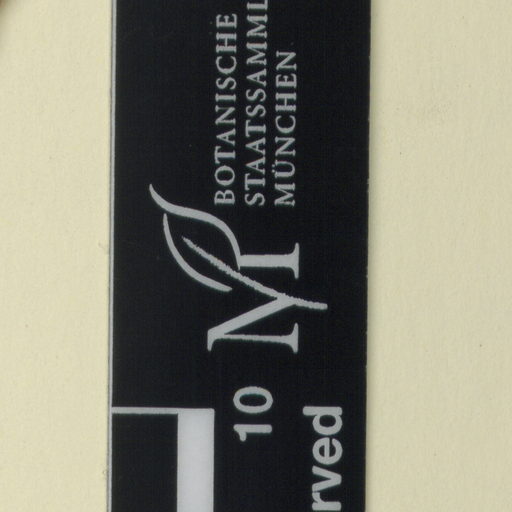 BOTANISCHE
STAATSSAMML
MÜNCHEN
10
rved